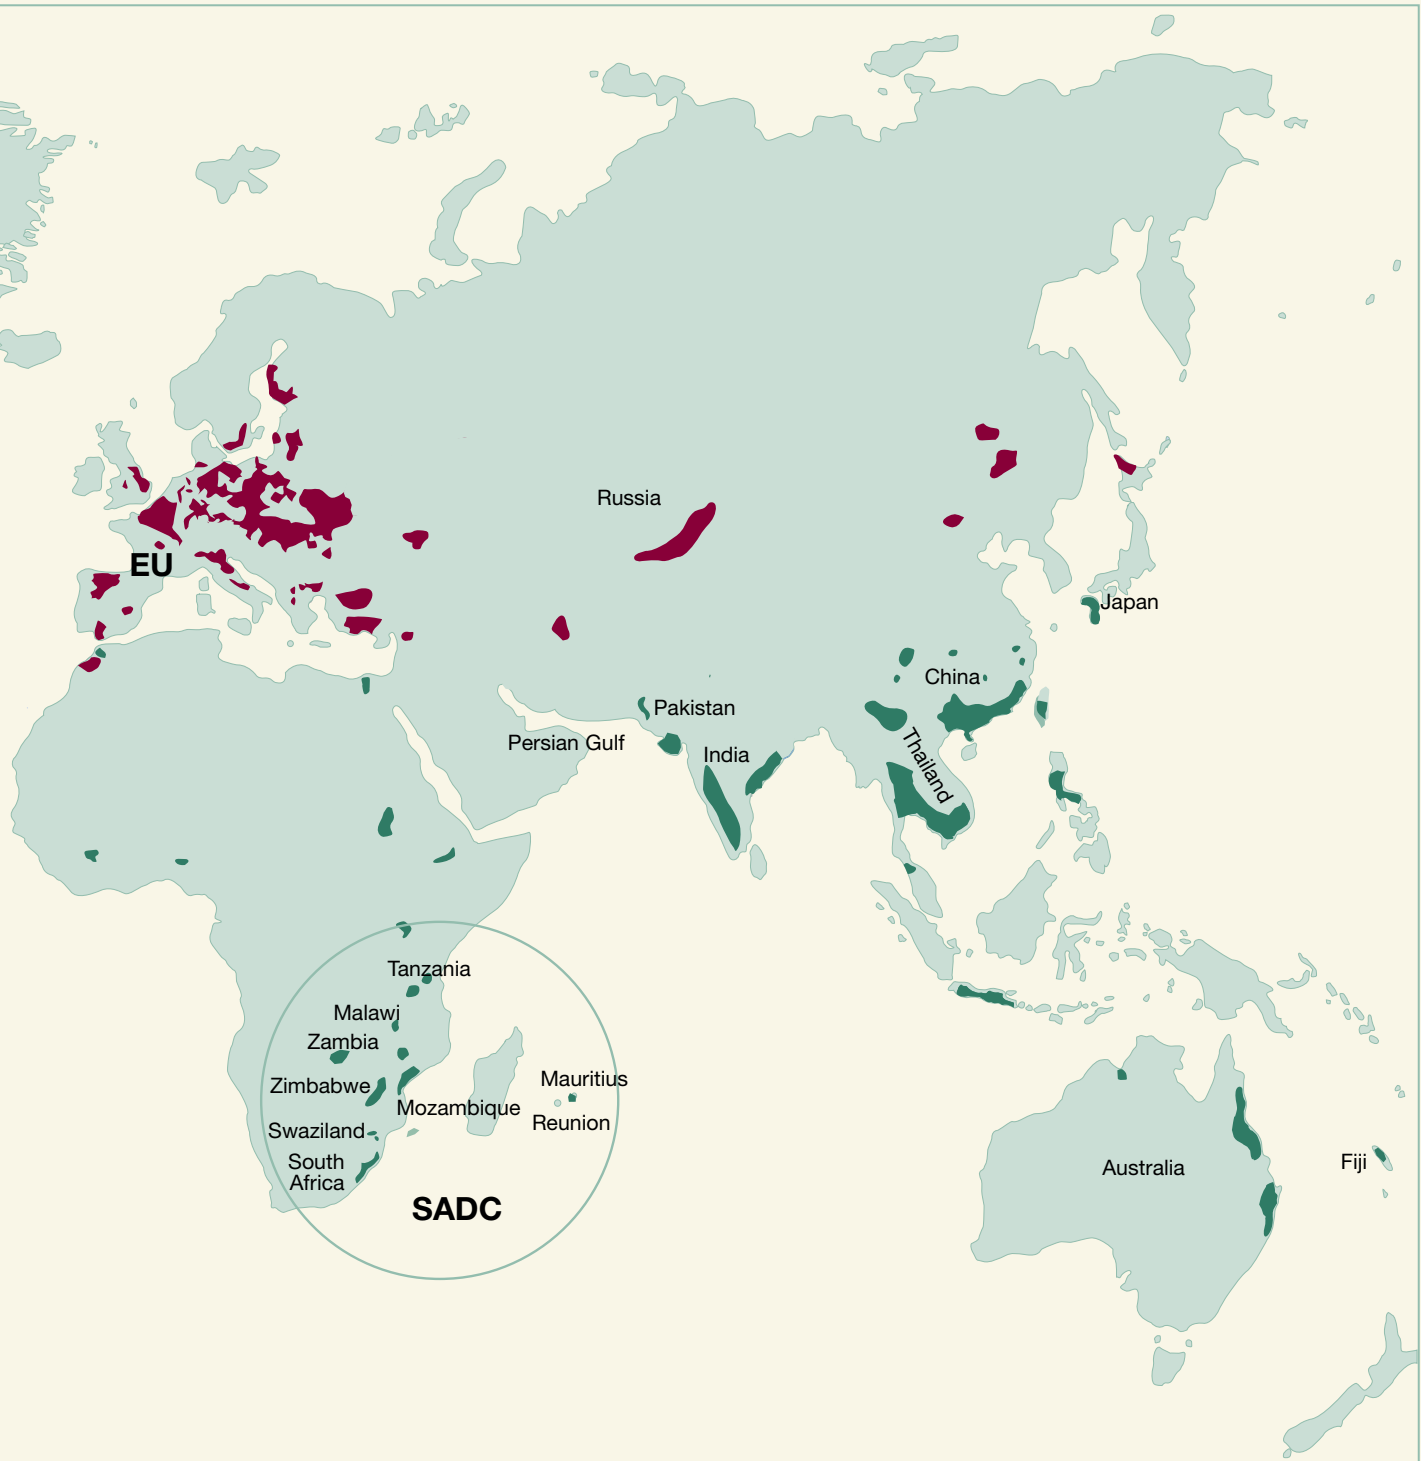 Russia
EU
Japan
China
Pakistan
Persian Gulf
India
Thailand
Tanzania
Malawi
Zambia
Zimbabwe
Mauritius
Mozambique
Reunion
Swaziland
South
Africa
SADC
Australia
Fiji